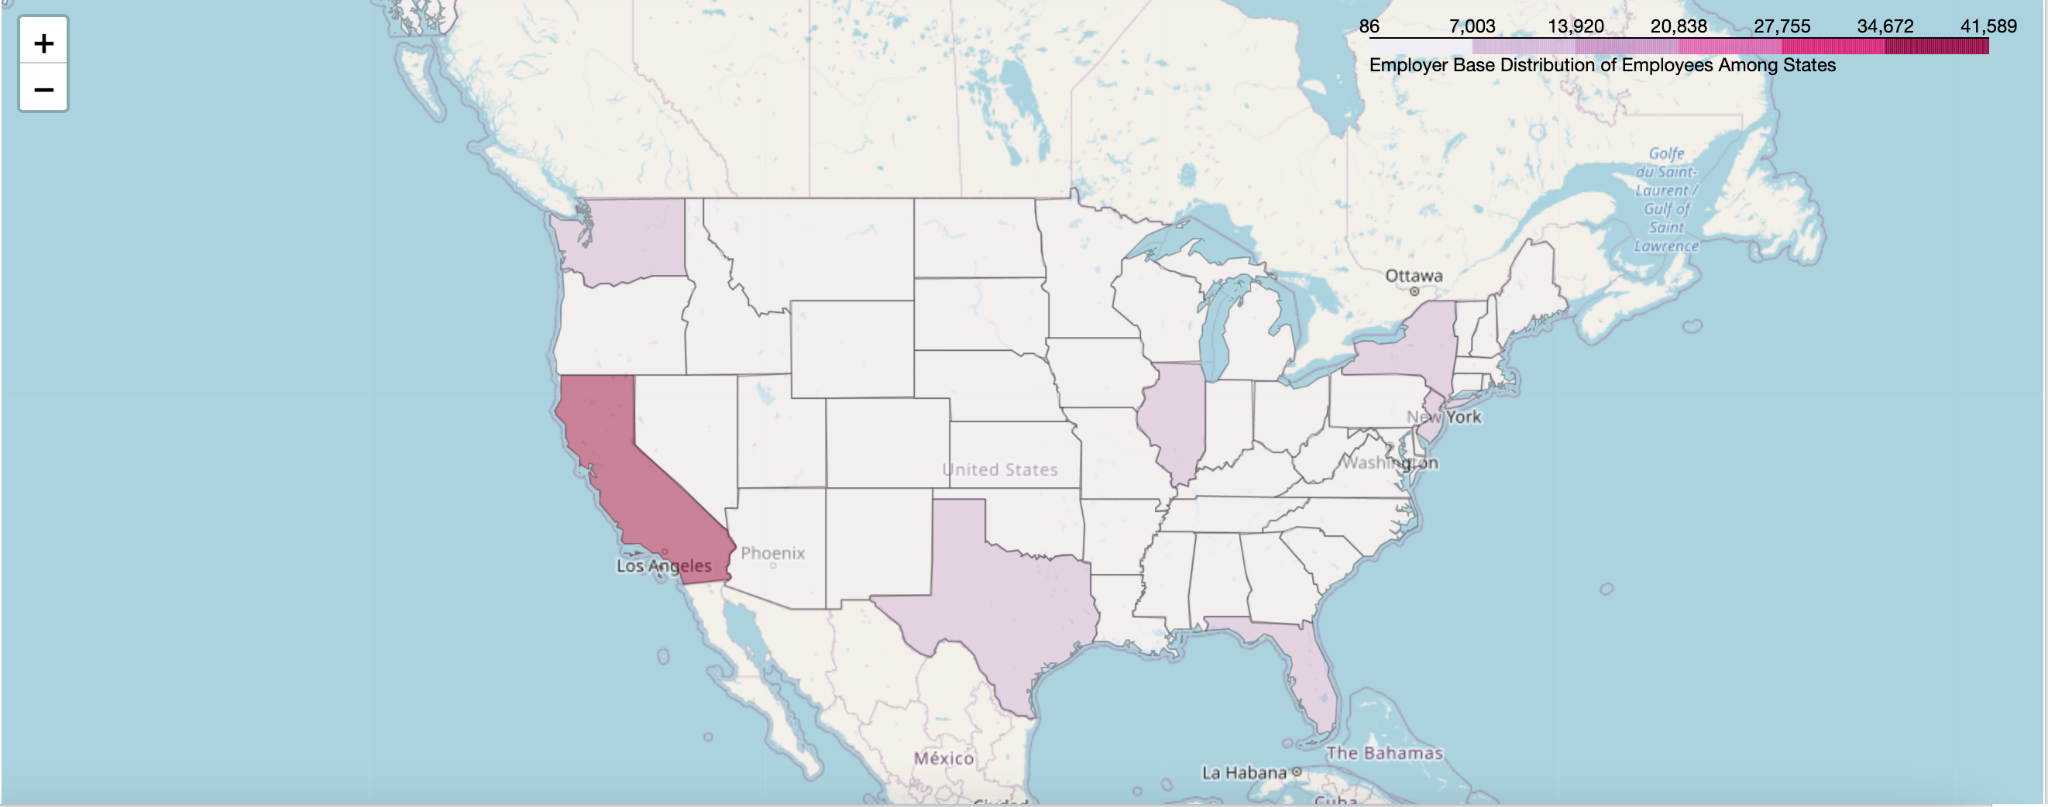 +
−
86 7,003 13,920 20,838 27,755 34,672 41,589
Employer Base Distribution of Employees Among States
Golfe
du Saint-
Laurent /
Gulf of
Saint
Lawrence
Ottawa
New York
United States
Washington
Phoenix
Los Angeles
México
The Bahamas
La Habana
Ciudad
Cuba